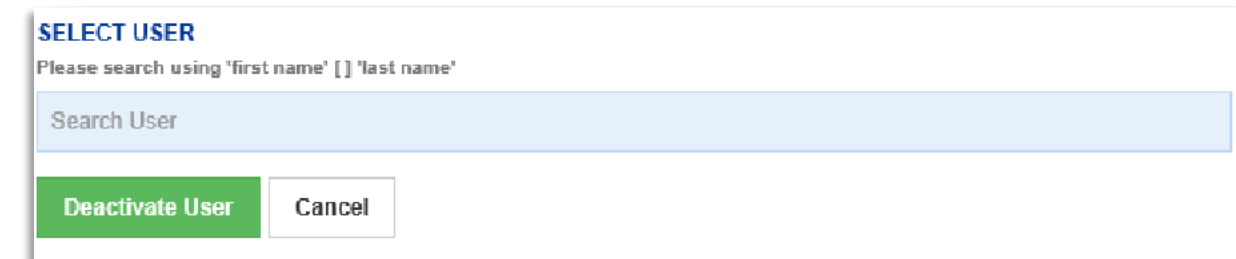 SELECT USER
Please search using 'first name' [ ] 'last name'
Search User
Deactivate User
Cancel